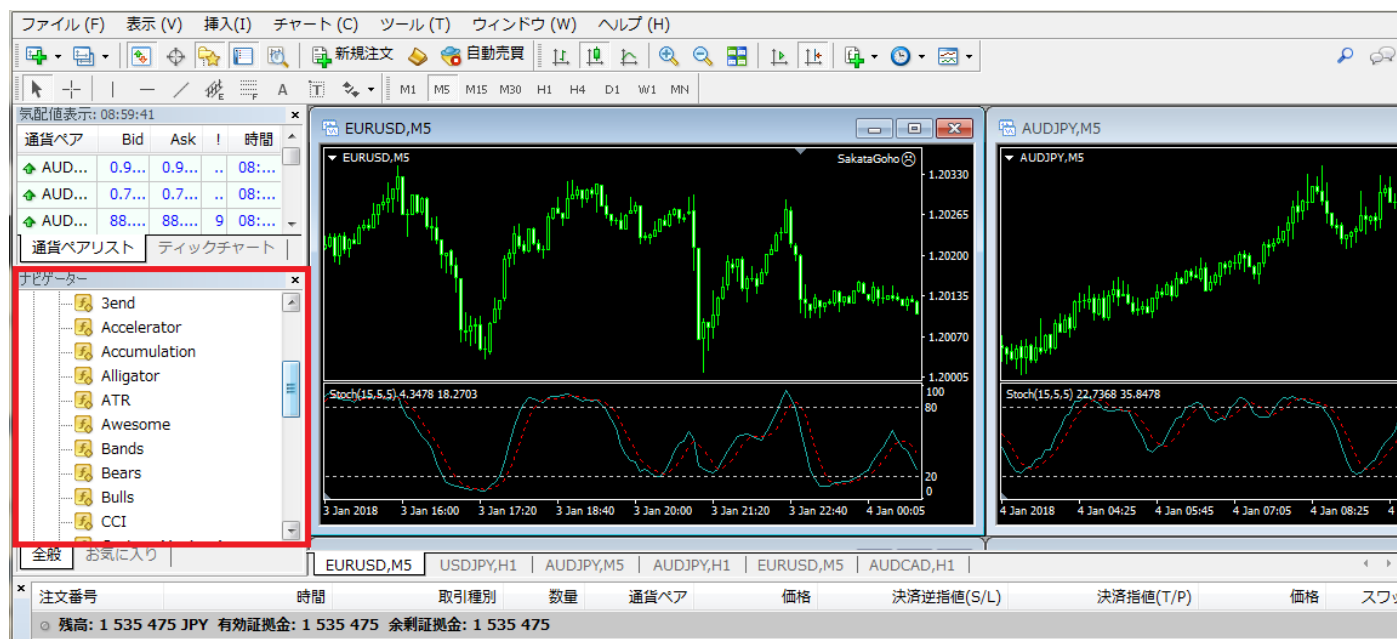 ファイル (F) 表示 (V) 挿入(I) チャート (C) ツール (T) ウィンドウ (W) ヘルプ (H)
新規注文 自動売買
A T M1 M5 M15 M30 H1 H4 D1 W1 MN
気配値表示: 08:59:41
通貨ペア Bid Ask ! 時間
AUD... 0.9... 0.9... .. 08:...
AUD... 0.7... 0.7... .. 08:...
AUD... 88.... 88.... 9 08:...
通貨ペアリスト ティックチャート
ナビゲーター
3end
Accelerator
Accumulation
Alligator
ATR
Awesome
Bands
Bears
Bulls
CCI
全般 お気に入り
EURUSD,M5
EURUSD,M5 SakataGoho
1.20330
1.20265
1.20200
1.20135
1.20070
1.20005
Stoch(15,5,5) 4.3478 18.2703
100
80
20
0
3 Jan 2018 3 Jan 16:00 3 Jan 17:20 3 Jan 18:40 3 Jan 20:00 3 Jan 21:20 3 Jan 22:40 4 Jan 00:05
AUDJPY,M5
AUDJPY,M5
Stoch(15,5,5) 22.7368 35.8478
4 Jan 2018 4 Jan 04:25 4 Jan 05:45 4 Jan 07:05 4 Jan 08:25 4
EURUSD,M5 USDJPY,H1 AUDJPY,M5 AUDJPY,H1 EURUSD,M5 AUDCAD,H1
注文番号 時間 取引種別 数量 通貨ペア 価格 決済逆指値(S/L) 決済指値(T/P) 価格 スワッ
残高: 1 535 475 JPY 有効証拠金: 1 535 475 余剰証拠金: 1 535 475